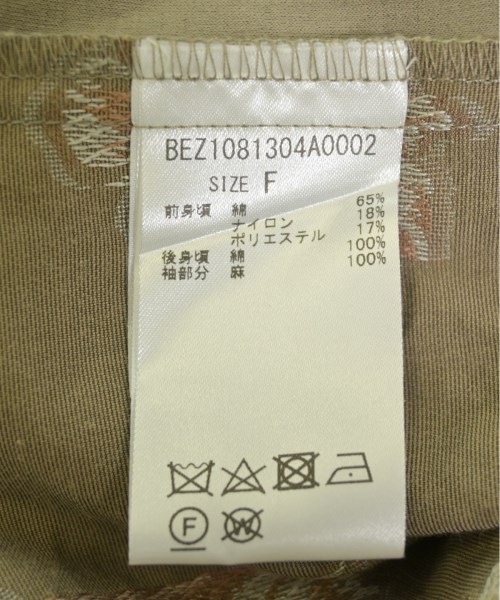 BEZ1081304A0002
SIZE F
前身頃 綿 65%
ナイロン 18%
ポリエステル 17%
後身頃 綿 100%
袖部分 麻 100%
F W